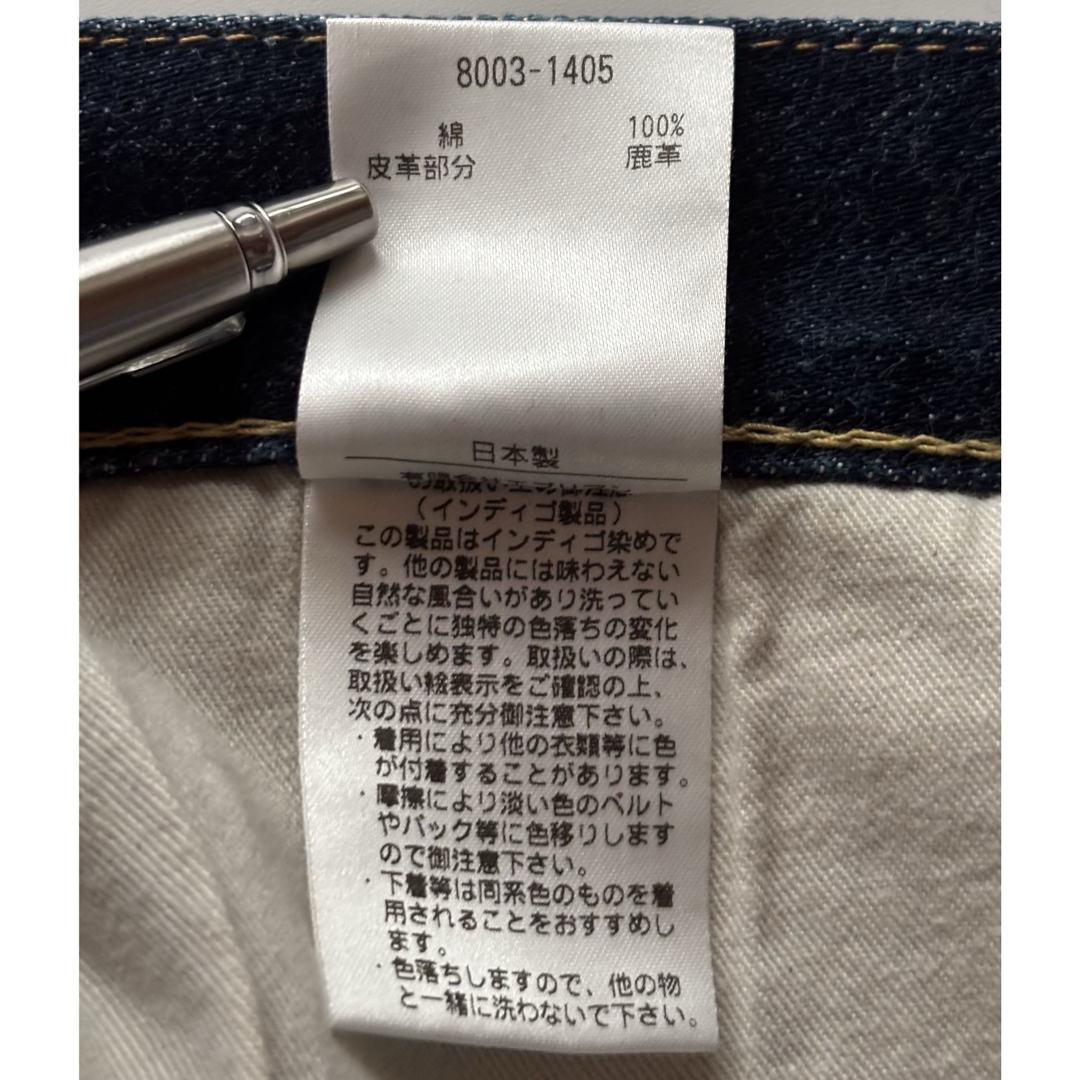 8003-1405
綿 100%
皮革部分 鹿革
日本製
(インディゴ製品)
この製品はインディゴ染めで
す。他の製品には味わえない
自然な風合いがあり洗ってい
くごとに独特の色落ちの変化
を楽しめます。取扱いの際は、
取扱い絵表示をご確認の上、
次の点に充分御注意下さい。
・着用により他の衣類等に色
が付着することがあります。
・摩擦により淡い色のベルト
やバック等に色移りします
ので御注意下さい。
・下着等は同系色のものを着
用されることをおすすめし
ます。
・色落ちしますので、他の物
と一緒に洗わないで下さい。